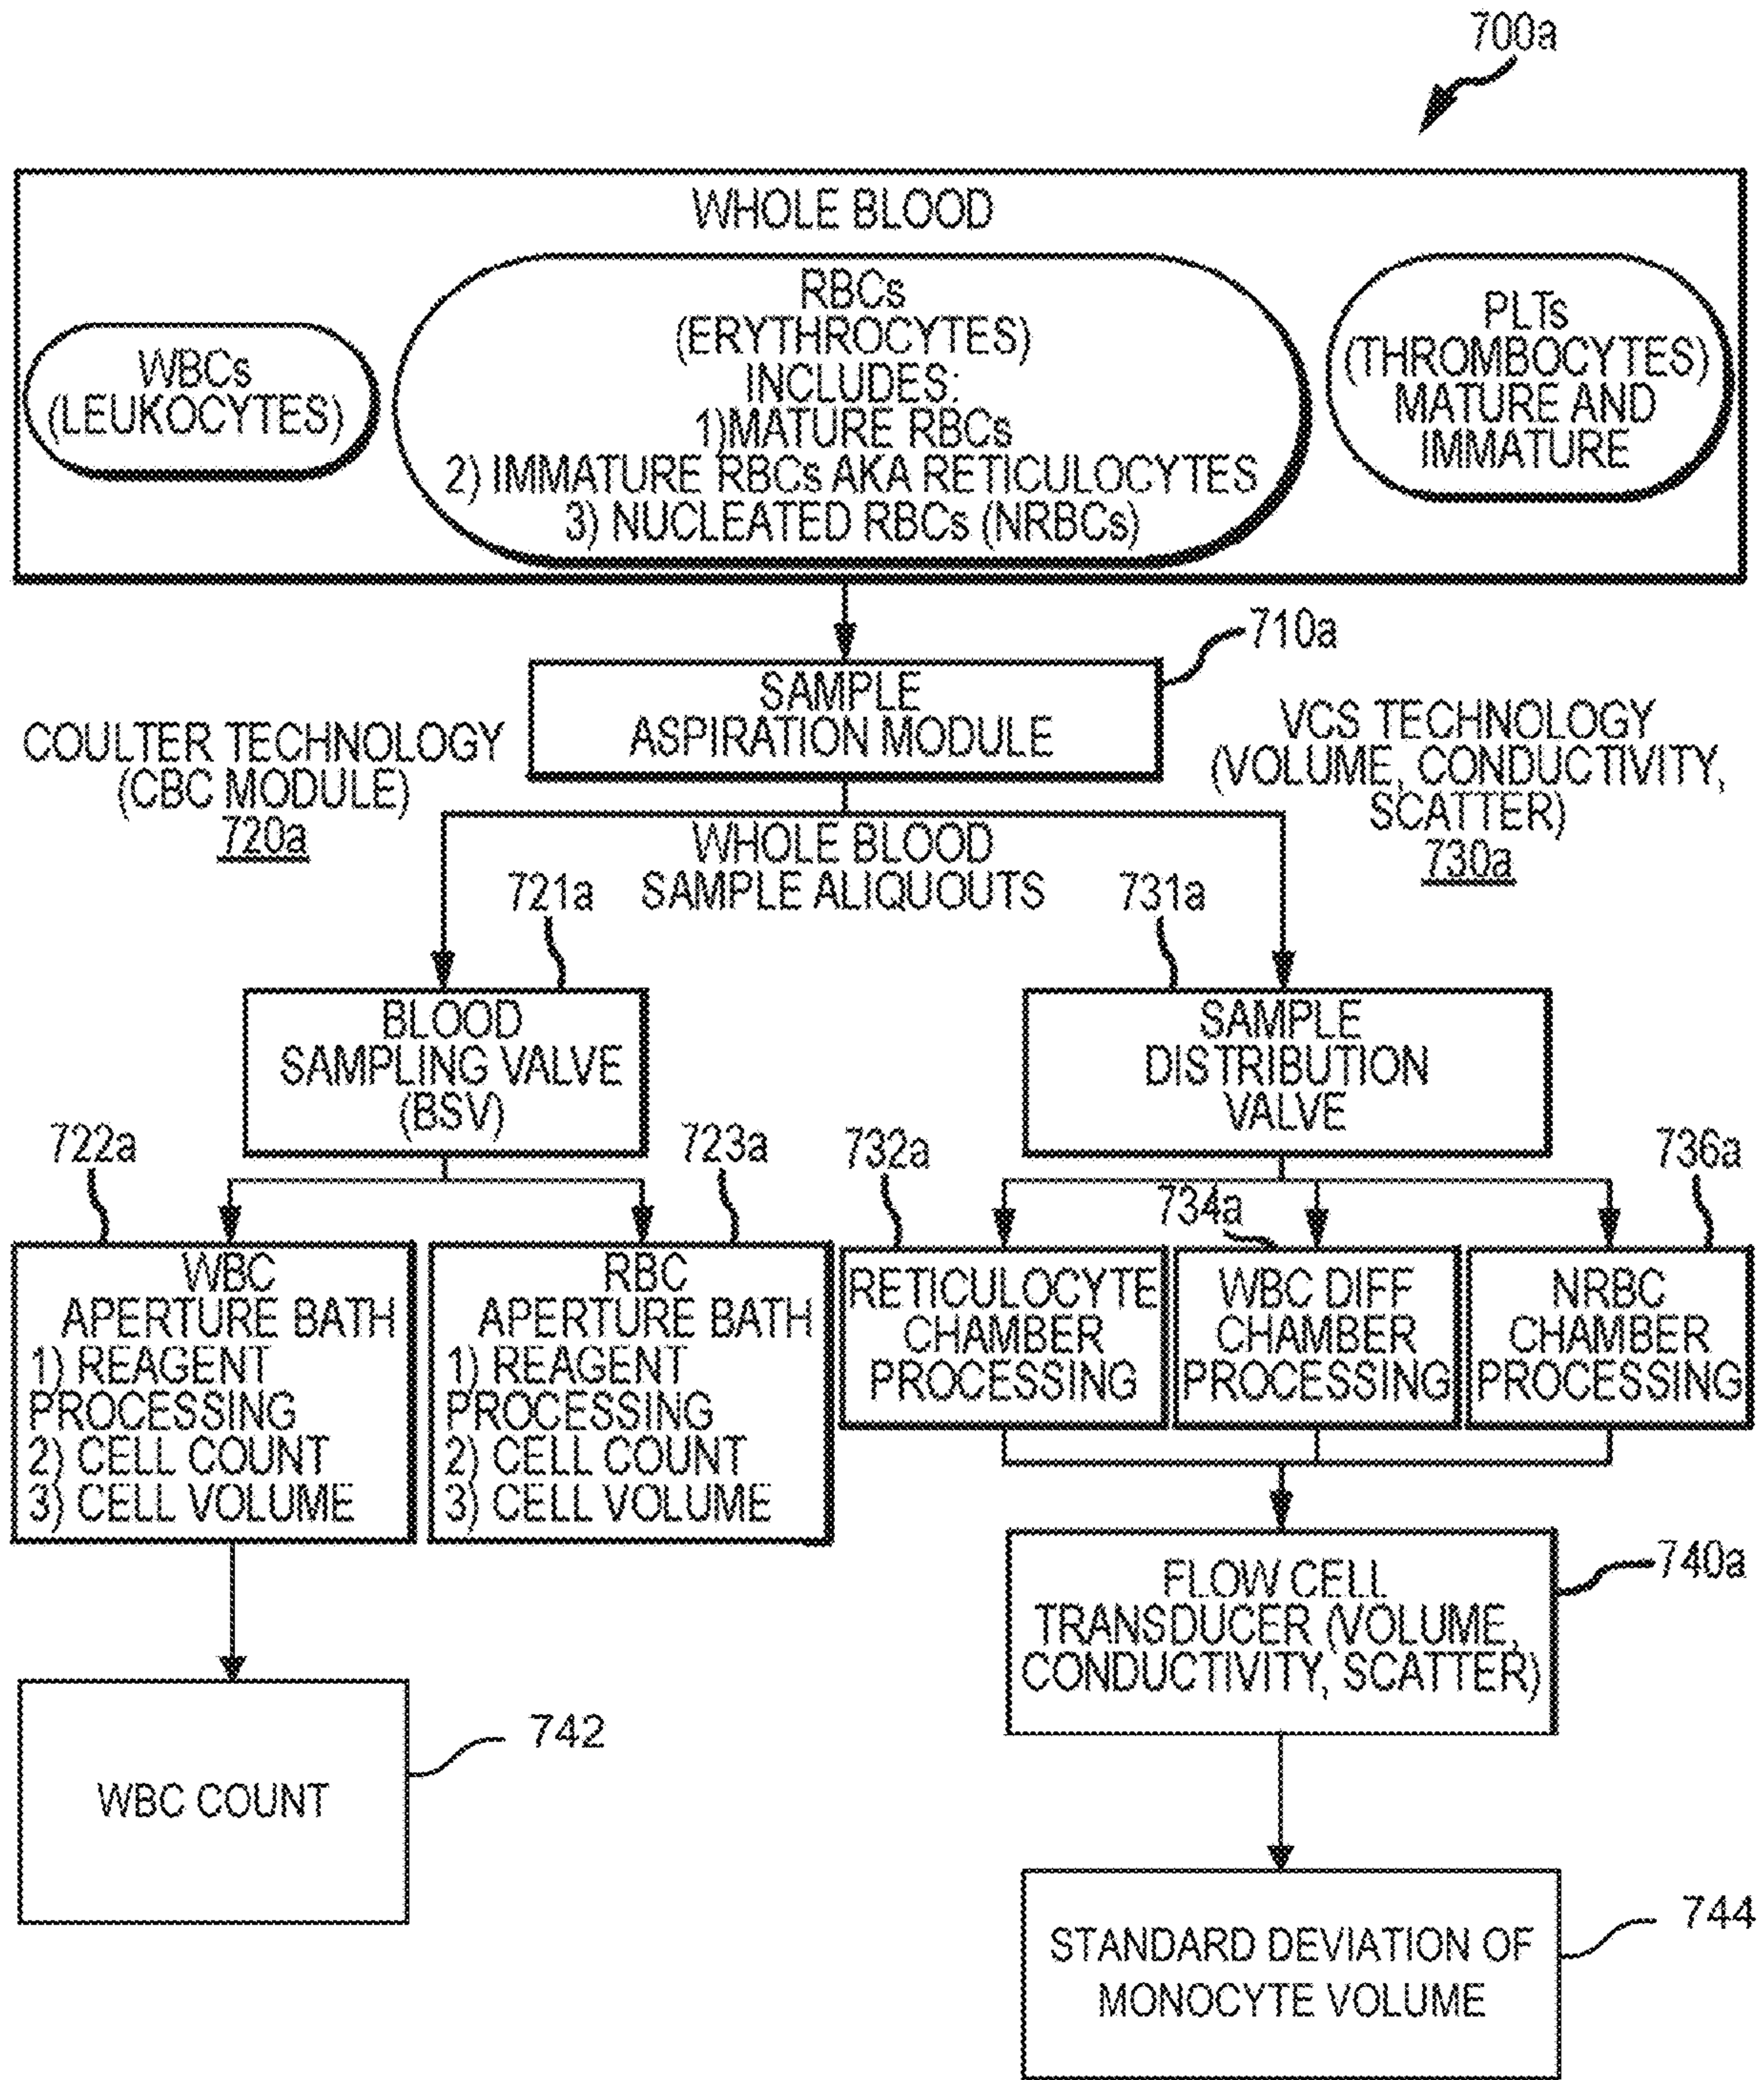 700a
WHOLE BLOOD
WBCs
(LEUKOCYTES)
RBCs
(ERYTHROCYTES)
INCLUDES:
1)MATURE RBCs
2) IMMATURE RBCs AKA RETICULOCYTES
3) NUCLEATED RBCs (NRBCs)
PLTs
(THROMBOCYTES)
MATURE AND
IMMATURE
710a
SAMPLE
ASPIRATION MODULE
COULTER TECHNOLOGY
(CBC MODULE)
720a
VCS TECHNOLOGY
(VOLUME, CONDUCTIVITY,
SCATTER)
730a
WHOLE BLOOD
SAMPLE ALIQUOUTS
721a
731a
BLOOD
SAMPLING VALVE
(BSV)
SAMPLE
DISTRIBUTION
VALVE
722a
723a
732a
734a
736a
WBC
APERTURE BATH
1) REAGENT
PROCESSING
2) CELL COUNT
3) CELL VOLUME
RBC
APERTURE BATH
1) REAGENT
PROCESSING
2) CELL COUNT
3) CELL VOLUME
RETICULOCYTE
CHAMBER
PROCESSING
WBC DIFF
CHAMBER
PROCESSING
NRBC
CHAMBER
PROCESSING
FLOW CELL
TRANSDUCER (VOLUME,
CONDUCTIVITY, SCATTER)
740a
WBC COUNT
742
STANDARD DEVIATION OF
MONOCYTE VOLUME
744